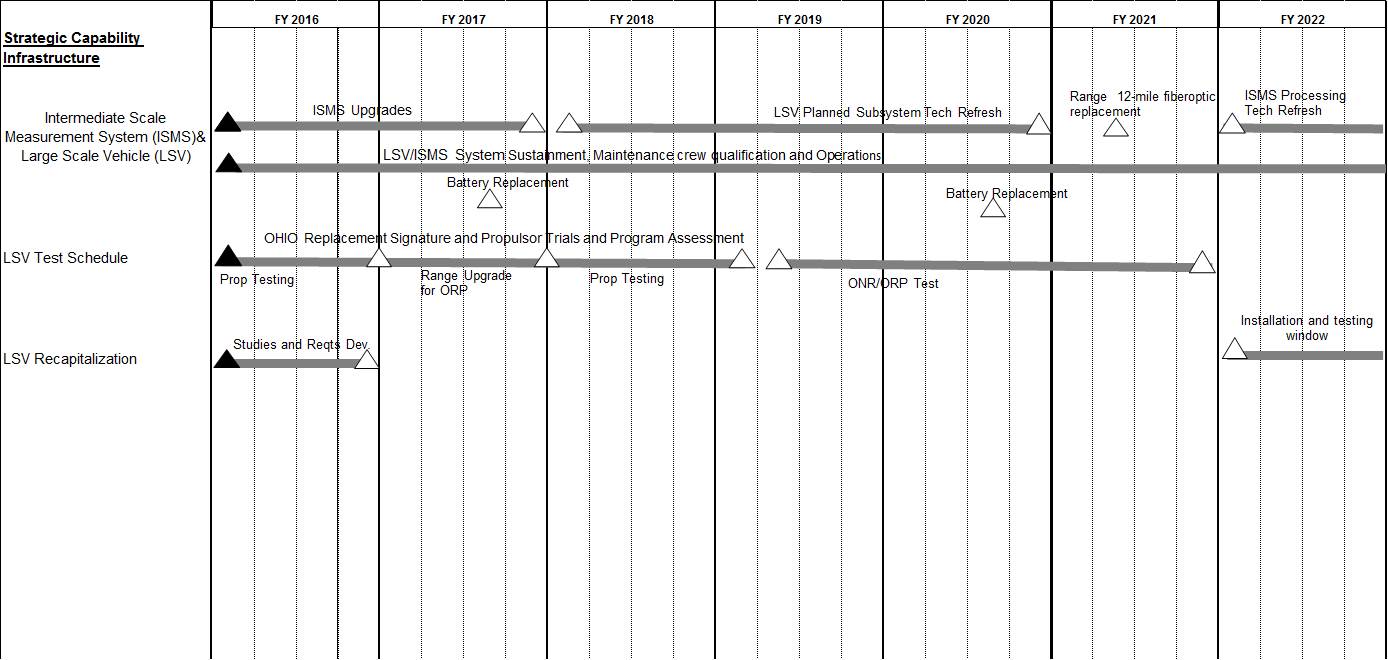 FY 2016 FY 2017 FY 2018 FY 2019 FY 2020 FY 2021 FY 2022
Strategic Capability
Infrastructure
Intermediate Scale
Measurement System (ISMS)&
Large Scale Vehicle (LSV)
ISMS Upgrades
LSV Planned Subsystem Tech Refresh
Range 12-mile fiberoptic
replacement
ISMS Processing
Tech Refresh
LSV/ISMS System Sustainment, Maintenance crew qualification and Operations
Battery Replacement
Battery Replacement
LSV Test Schedule
OHIO Replacement Signature and Propulsor Trials and Program Assessment
Prop Testing
Range Upgrade
for ORP
Prop Testing
ONR/ORP Test
LSV Recapitalization
Studies and Reqts Dev.
Installation and testing
window